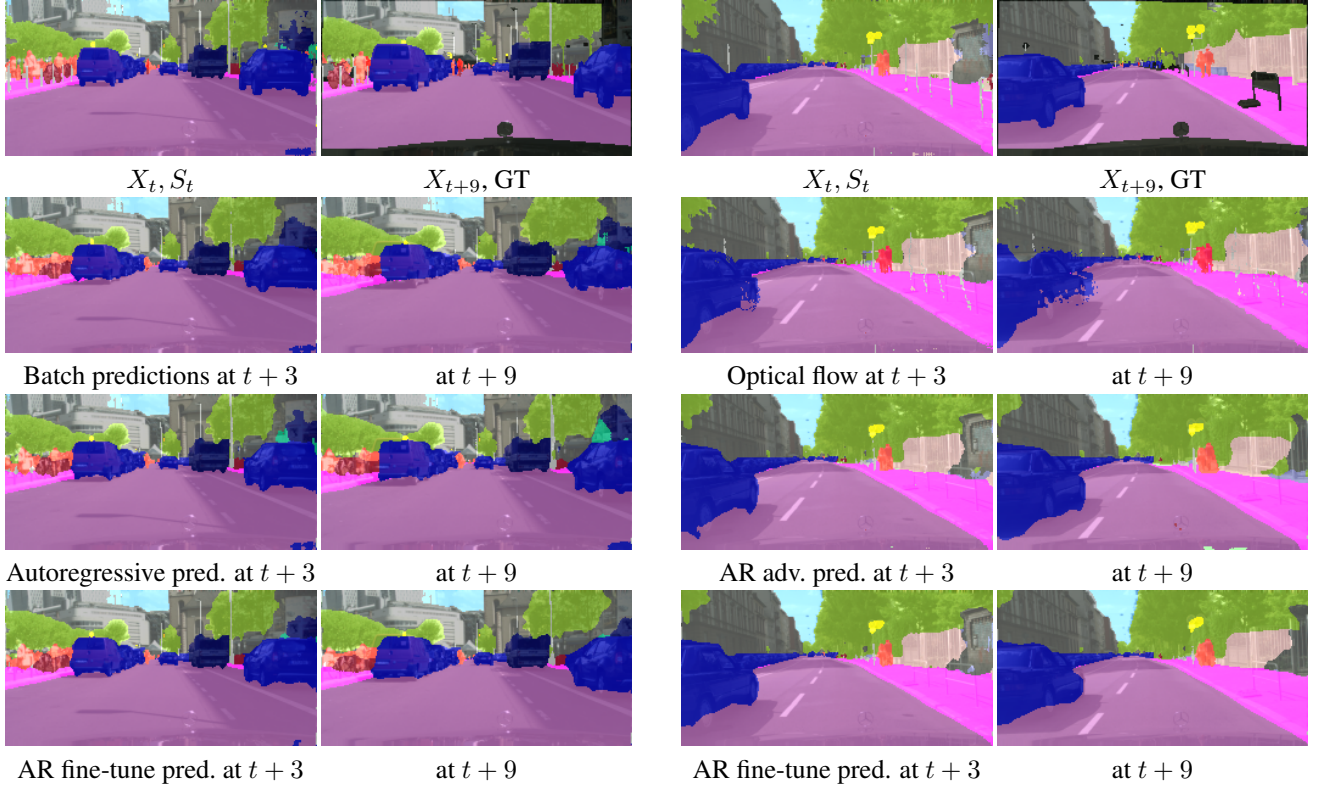 X_t, S_t X_{t+9}, GT X_t, S_t X_{t+9}, GT
Batch predictions at t + 3 at t + 9 Optical flow at t + 3 at t + 9
Autoregressive pred. at t + 3 at t + 9 AR adv. pred. at t + 3 at t + 9
AR fine-tune pred. at t + 3 at t + 9 AR fine-tune pred. at t + 3 at t + 9